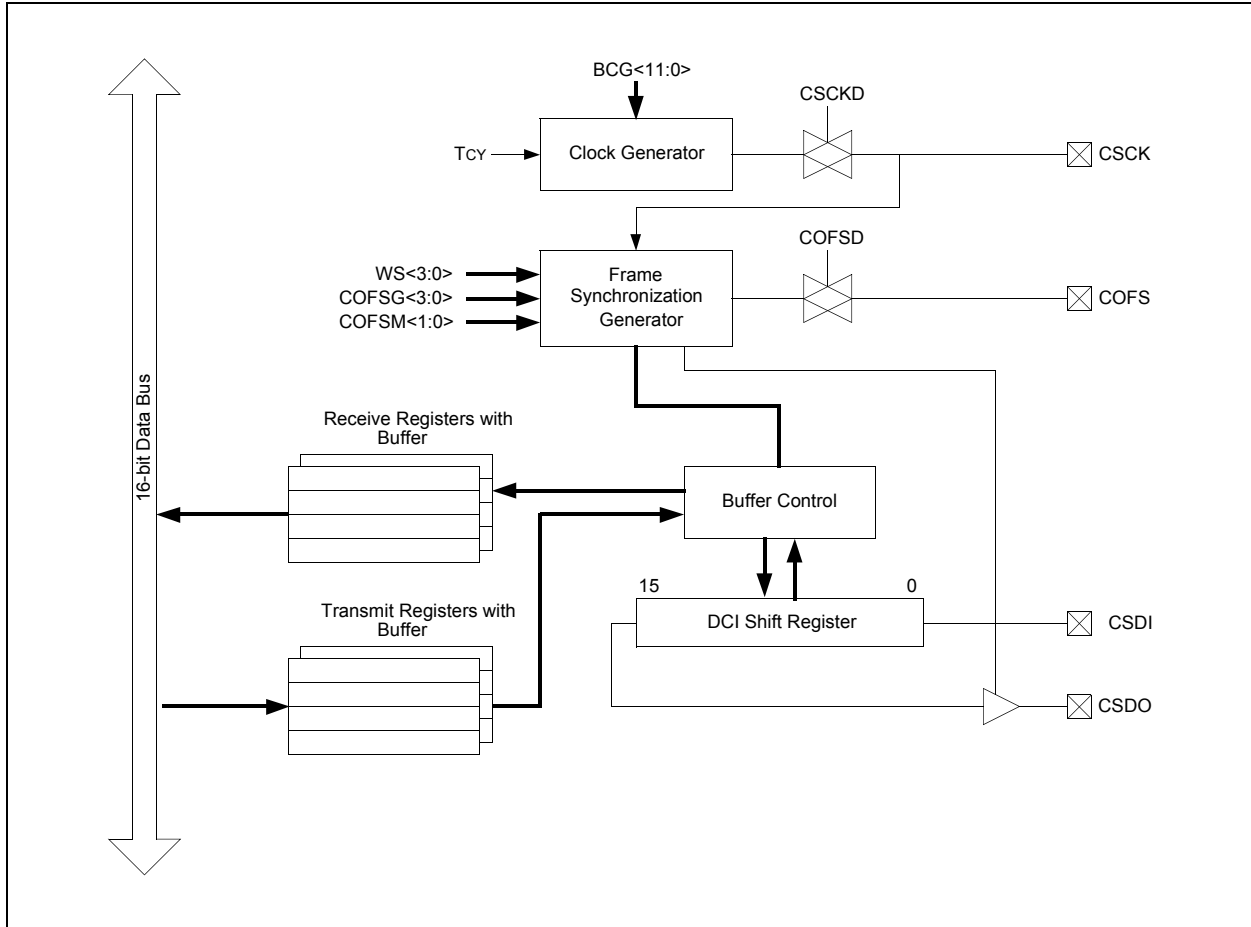 BCG<11:0>
CSCKD
TCY
Clock Generator
CSCK
COFSD
WS<3:0>
COFSG<3:0>
COFSM<1:0>
Frame
Synchronization
Generator
COFS
16-bit Data Bus
Receive Registers with
Buffer
Buffer Control
15
0
Transmit Registers with
Buffer
DCI Shift Register
CSDI
CSDO